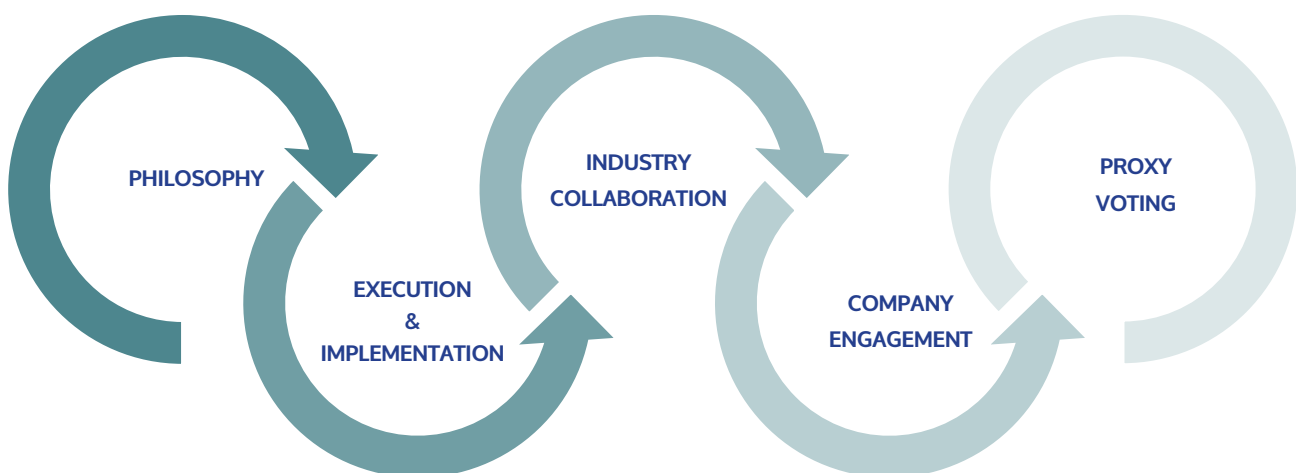 PHILOSOPHY
EXECUTION
&
IMPLEMENTATION
INDUSTRY
COLLABORATION
COMPANY
ENGAGEMENT
PROXY
VOTING